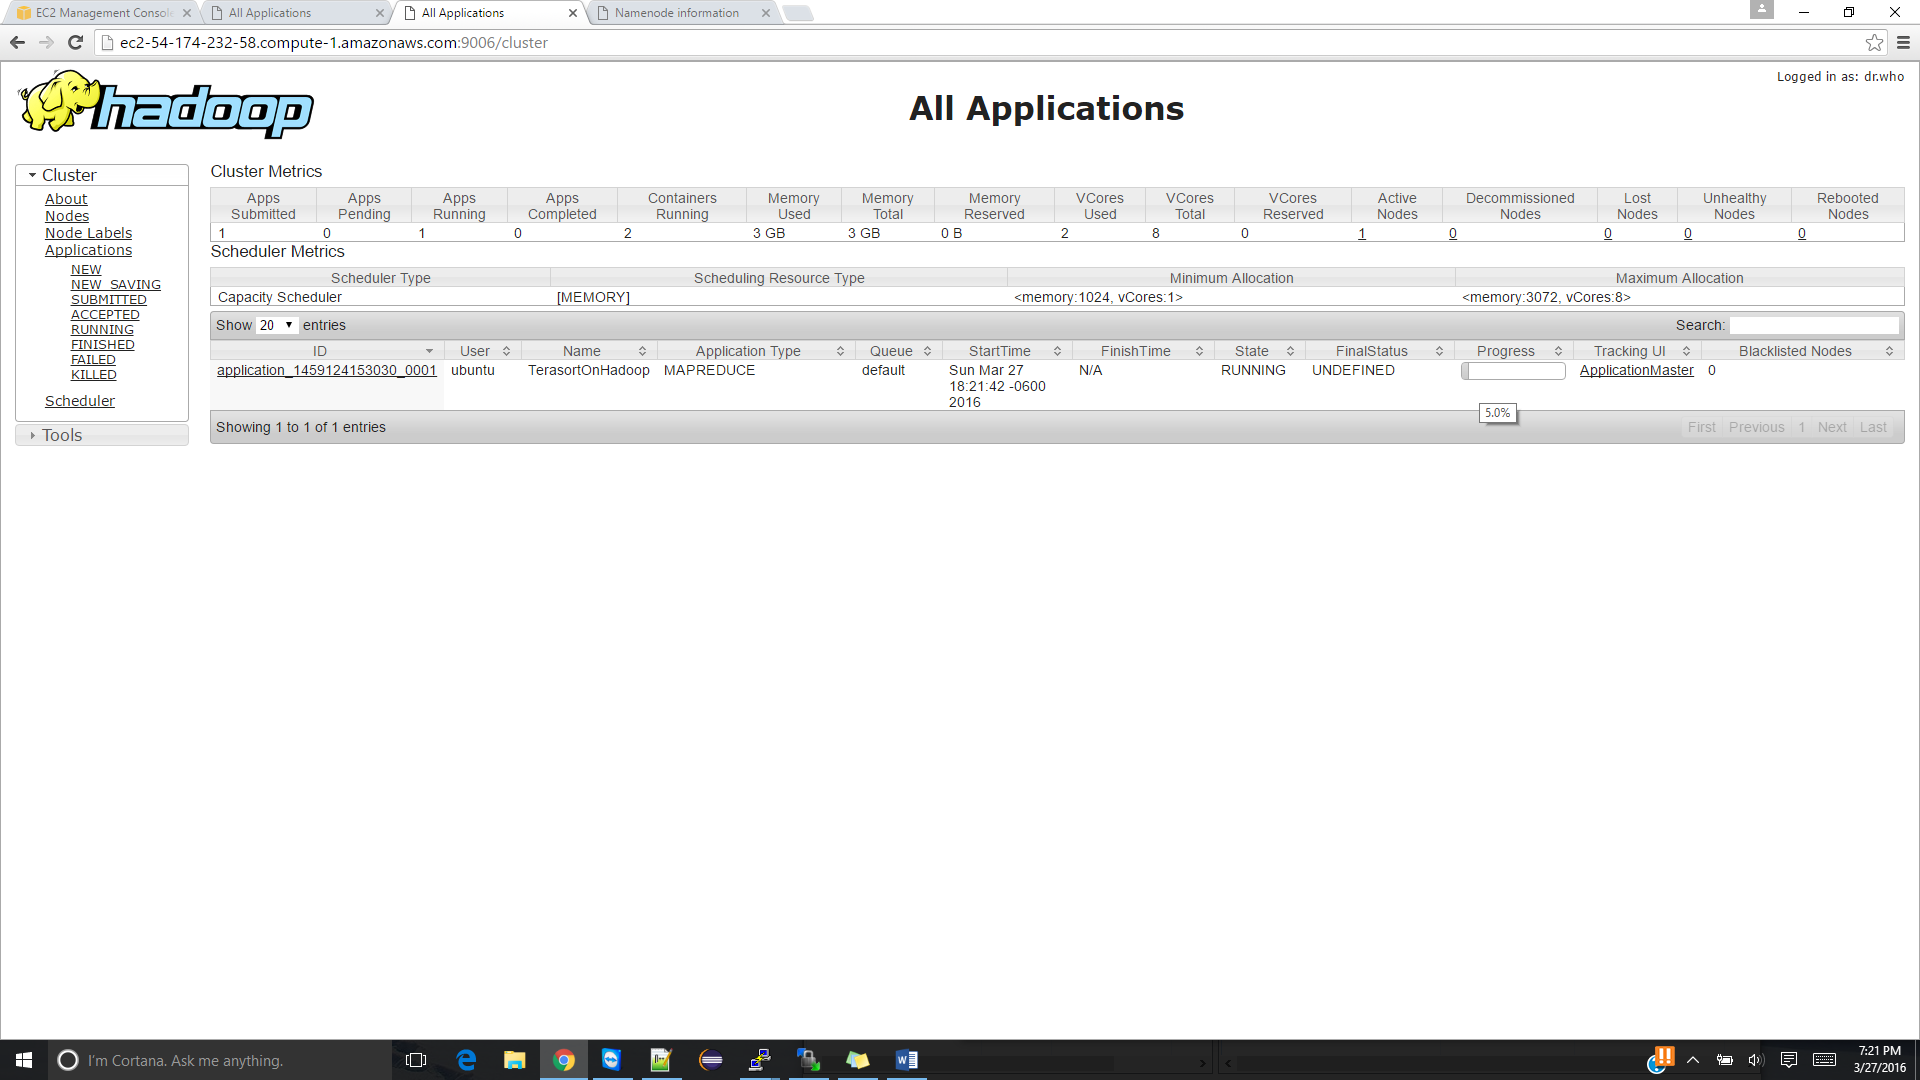 EC2 Management Consol
All Applications
All Applications
Namenode information
ec2-54-174-232-58.compute-1.amazonaws.com:9006/cluster
Logged in as: dr.who
hadoop
All Applications
Cluster
About
Nodes
Node Labels
Applications
NEW
NEW_SAVING
SUBMITTED
ACCEPTED
RUNNING
FINISHED
FAILED
KILLED
Scheduler
Tools
Cluster Metrics
Apps Submitted Apps Pending Apps Running Apps Completed Containers Running Memory Used Memory Total Memory Reserved VCores Used VCores Total VCores Reserved Active Nodes Decommissioned Nodes Lost Nodes Unhealthy Nodes Rebooted Nodes
1 0 1 0 2 3 GB 3 GB 0 B 2 8 0 1 0 0 0 0
Scheduler Metrics
Scheduler Type Scheduling Resource Type Minimum Allocation Maximum Allocation
Capacity Scheduler [MEMORY] <memory:1024, vCores:1> <memory:3072, vCores:8>
Show 20 entries Search:
ID User Name Application Type Queue StartTime FinishTime State FinalStatus Progress Tracking UI Blacklisted Nodes
application_1459124153030_0001 ubuntu TerasortOnHadoop MAPREDUCE default Sun Mar 27 18:21:42 -0600 2016 N/A RUNNING UNDEFINED ApplicationMaster 0
5.0%
Showing 1 to 1 of 1 entries First Previous 1 Next Last
I'm Cortana. Ask me anything.
7:21 PM
3/27/2016